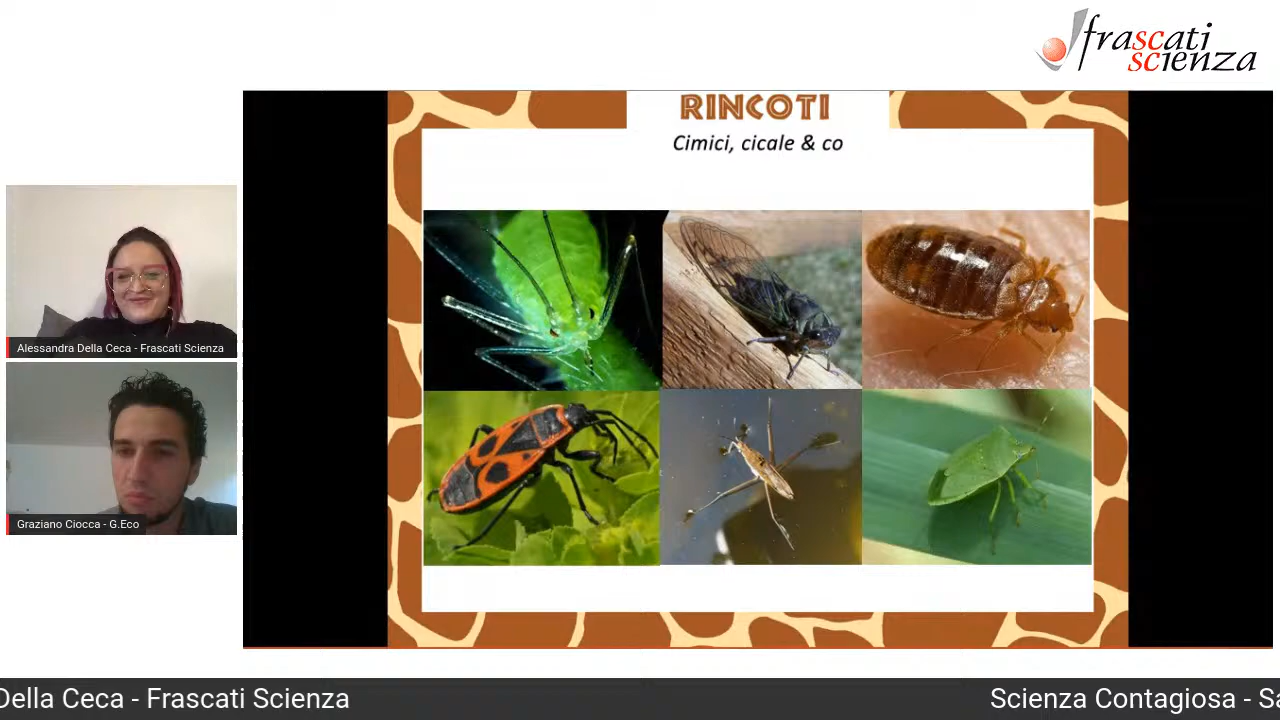 frascati
scienza
RINCOTI
Cimici, cicale & co
Alessandra Della Ceca - Frascati Scienza
Graziano Ciocca - G.Eco
Della Ceca - Frascati Scienza
Scienza Contagiosa - Sa